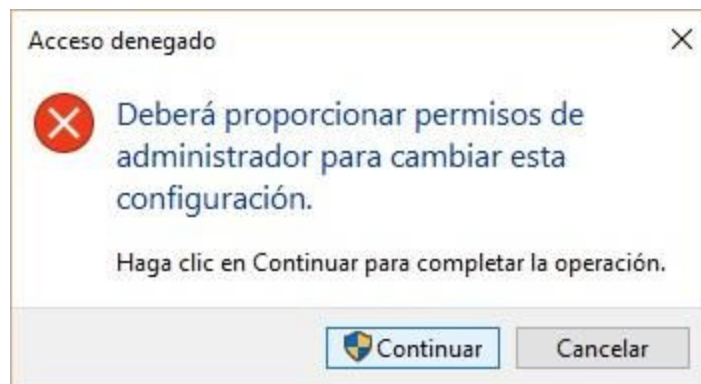 Acceso denegado
Deberá proporcionar permisos de
administrador para cambiar esta
configuración.
Haga clic en Continuar para completar la operación.
Continuar
Cancelar